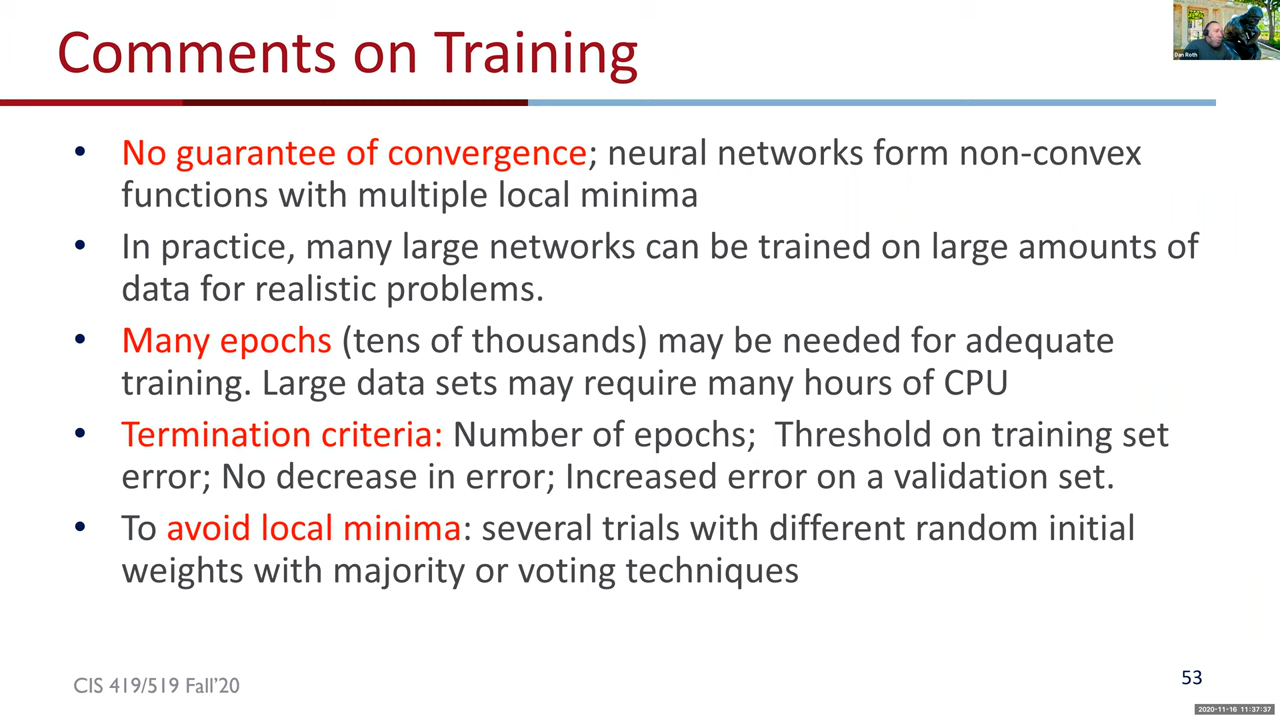 Comments on Training
Dan Roth
• No guarantee of convergence; neural networks form non-convex
functions with multiple local minima
• In practice, many large networks can be trained on large amounts of
data for realistic problems.
• Many epochs (tens of thousands) may be needed for adequate
training. Large data sets may require many hours of CPU
• Termination criteria: Number of epochs;  Threshold on training set
error; No decrease in error; Increased error on a validation set.
• To avoid local minima: several trials with different random initial
weights with majority or voting techniques
CIS 419/519 Fall’20
53
2020-11-16 11:37:37